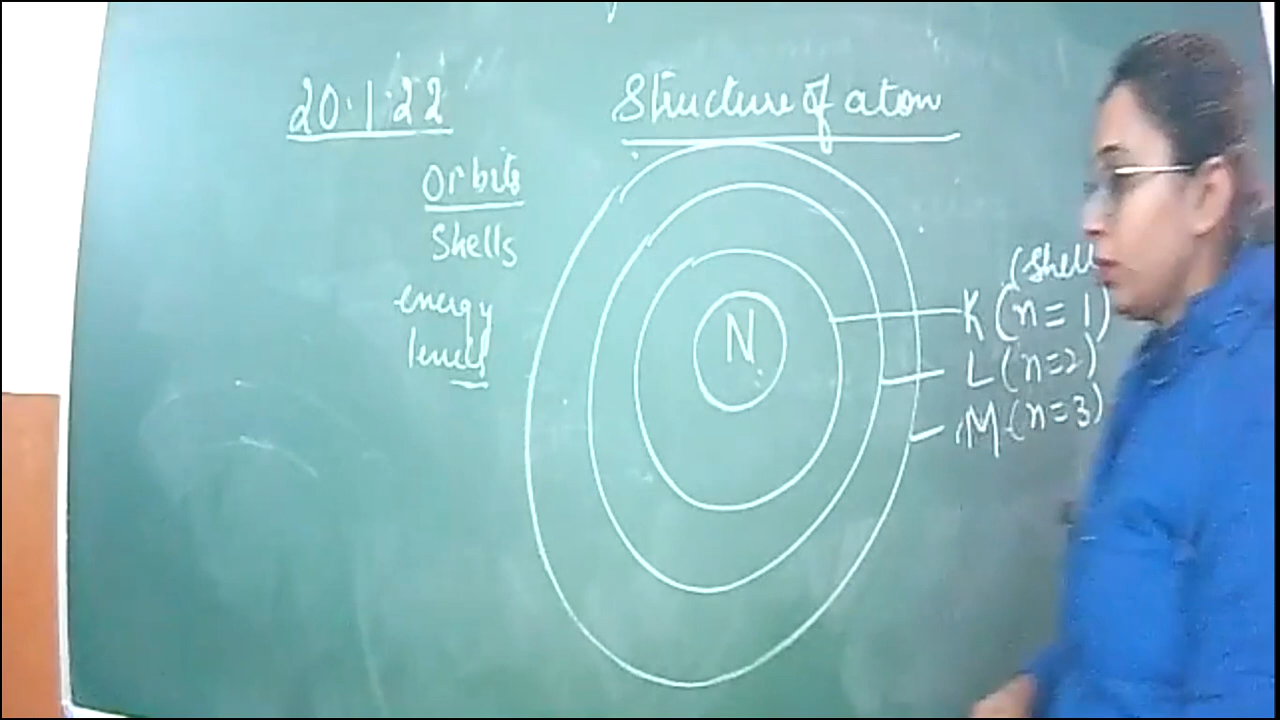 20.1.22
Structure of atom
Orbits
Shells
energy
levels
N
(Shell
K (n = 1)
L (n=2)
M (n=3)